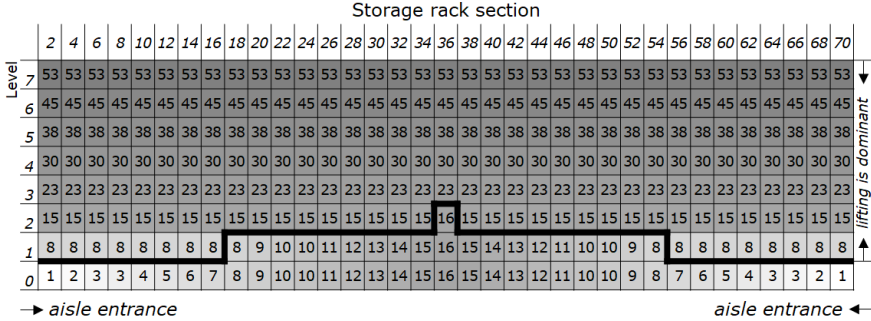 Storage rack section
2 4 6 8 10 12 14 16 18 20 22 24 26 28 30 32 34 36 38 40 42 44 46 48 50 52 54 56 58 60 62 64 66 68 70
Level
7 53 53 53 53 53 53 53 53 53 53 53 53 53 53 53 53 53 53 53 53 53 53 53 53 53 53 53 53 53 53 53 53 53 53 53
6 45 45 45 45 45 45 45 45 45 45 45 45 45 45 45 45 45 45 45 45 45 45 45 45 45 45 45 45 45 45 45 45 45 45 45
5 38 38 38 38 38 38 38 38 38 38 38 38 38 38 38 38 38 38 38 38 38 38 38 38 38 38 38 38 38 38 38 38 38 38 38
4 30 30 30 30 30 30 30 30 30 30 30 30 30 30 30 30 30 30 30 30 30 30 30 30 30 30 30 30 30 30 30 30 30 30 30
3 23 23 23 23 23 23 23 23 23 23 23 23 23 23 23 23 23 23 23 23 23 23 23 23 23 23 23 23 23 23 23 23 23 23 23
2 15 15 15 15 15 15 15 15 15 15 15 15 15 15 15 15 15 16 15 15 15 15 15 15 15 15 15 15 15 15 15 15 15 15 15
1 8 8 8 8 8 8 8 8 8 9 10 10 11 12 13 14 15 16 15 14 13 12 11 10 10 9 8 8 8 8 8 8 8 8 8
0 1 2 3 3 4 5 6 7 8 9 10 10 11 12 13 14 15 16 15 14 13 12 11 10 10 9 8 7 6 5 4 3 3 2 1
lifting is dominant
aisle entrance aisle entrance